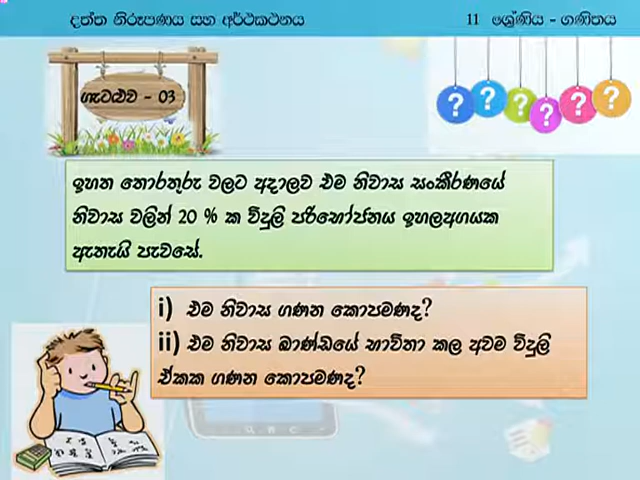 දත්ත නිරූපණය සහ අර්ථකථනය
11 ශ්‍රේණිය - ගණිතය
ගැටළුව - 03
ඉහත තොරතුරු වලට අදාලව එම නිවාස සංකීරණයේ
නිවාස වලින් 20 % ක විදුලි පරිභෝජනය ඉහලඅගයක
ඇතැයි පැවසේ.
i) එම නිවාස ගණන කොපමණද?
ii) එම නිවාස ඛාණ්ඩයේ භාවිතා කල අවම විදුලි
ඒකක ගණන කොපමණද?